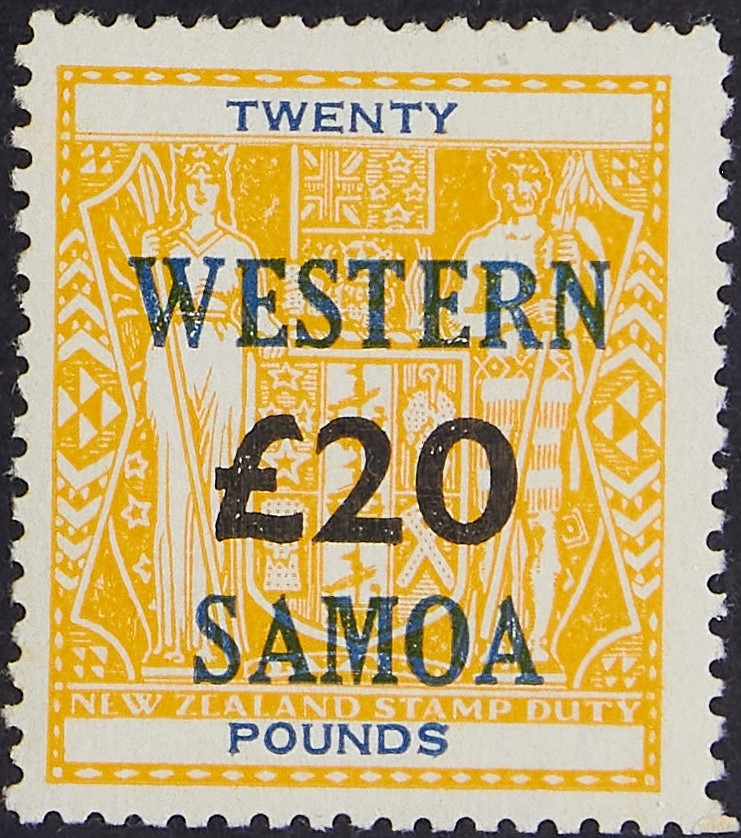 TWENTY
WESTERN
£20
SAMOA
NEW ZEALAND STAMP DUTY
POUNDS